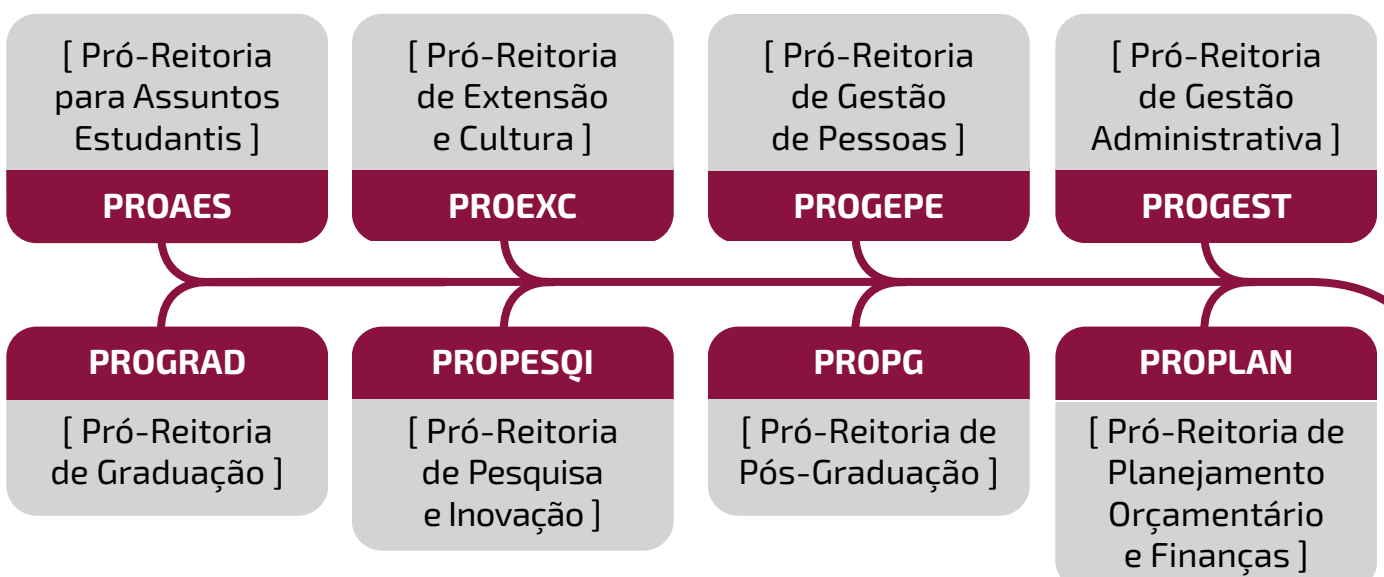 [ Pró-Reitoria
para Assuntos
Estudantis ]
PROAES
[ Pró-Reitoria
de Extensão
e Cultura ]
PROEXC
[ Pró-Reitoria
de Gestão
de Pessoas ]
PROGEPE
[ Pró-Reitoria
de Gestão
Administrativa ]
PROGEST
PROGRAD
[ Pró-Reitoria
de Graduação ]
PROPESQI
[ Pró-Reitoria
de Pesquisa
e Inovação ]
PROPG
[ Pró-Reitoria de
Pós-Graduação ]
PROPLAN
[ Pró-Reitoria de
Planejamento
Orçamentário
e Finanças ]